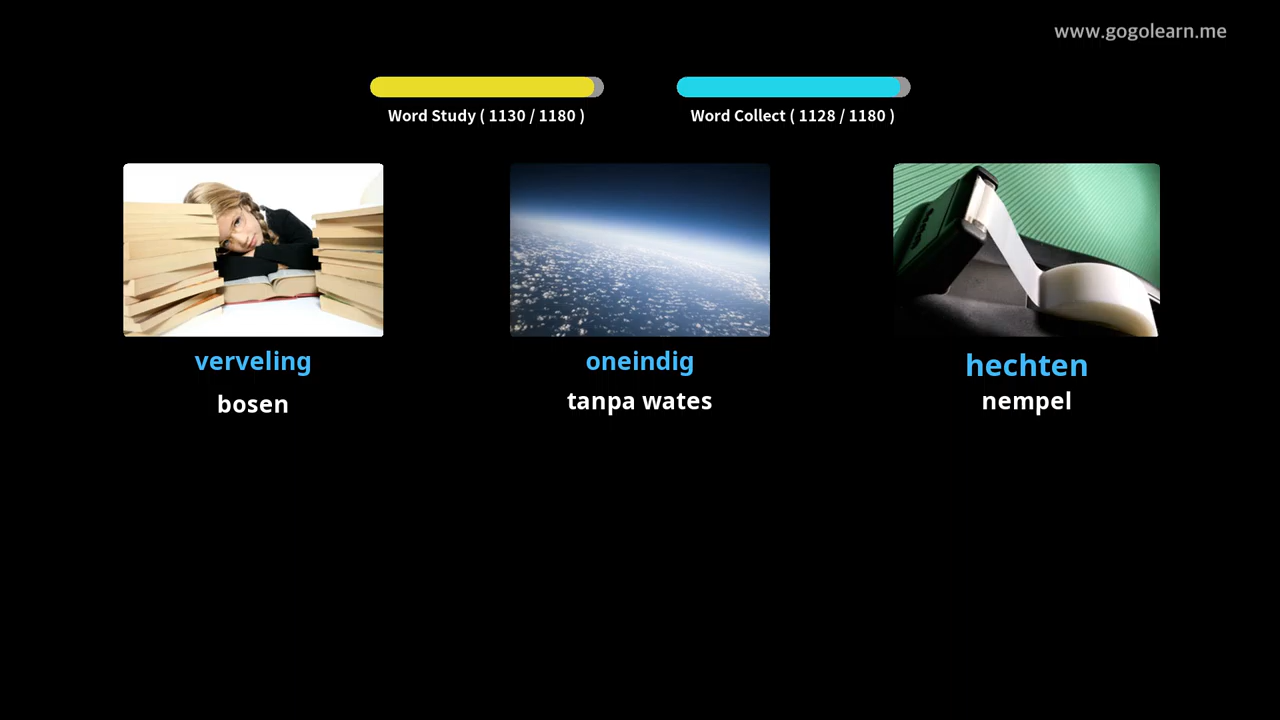 www.gogolearn.me
Word Study ( 1130 / 1180 )
Word Collect ( 1128 / 1180 )
verveling
bosen
oneindig
tanpa wates
hechten
nempel